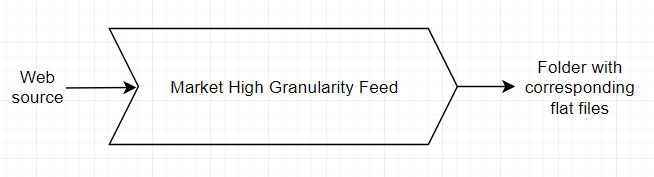 Web
source
Market High Granularity Feed
Folder with
corresponding
flat files